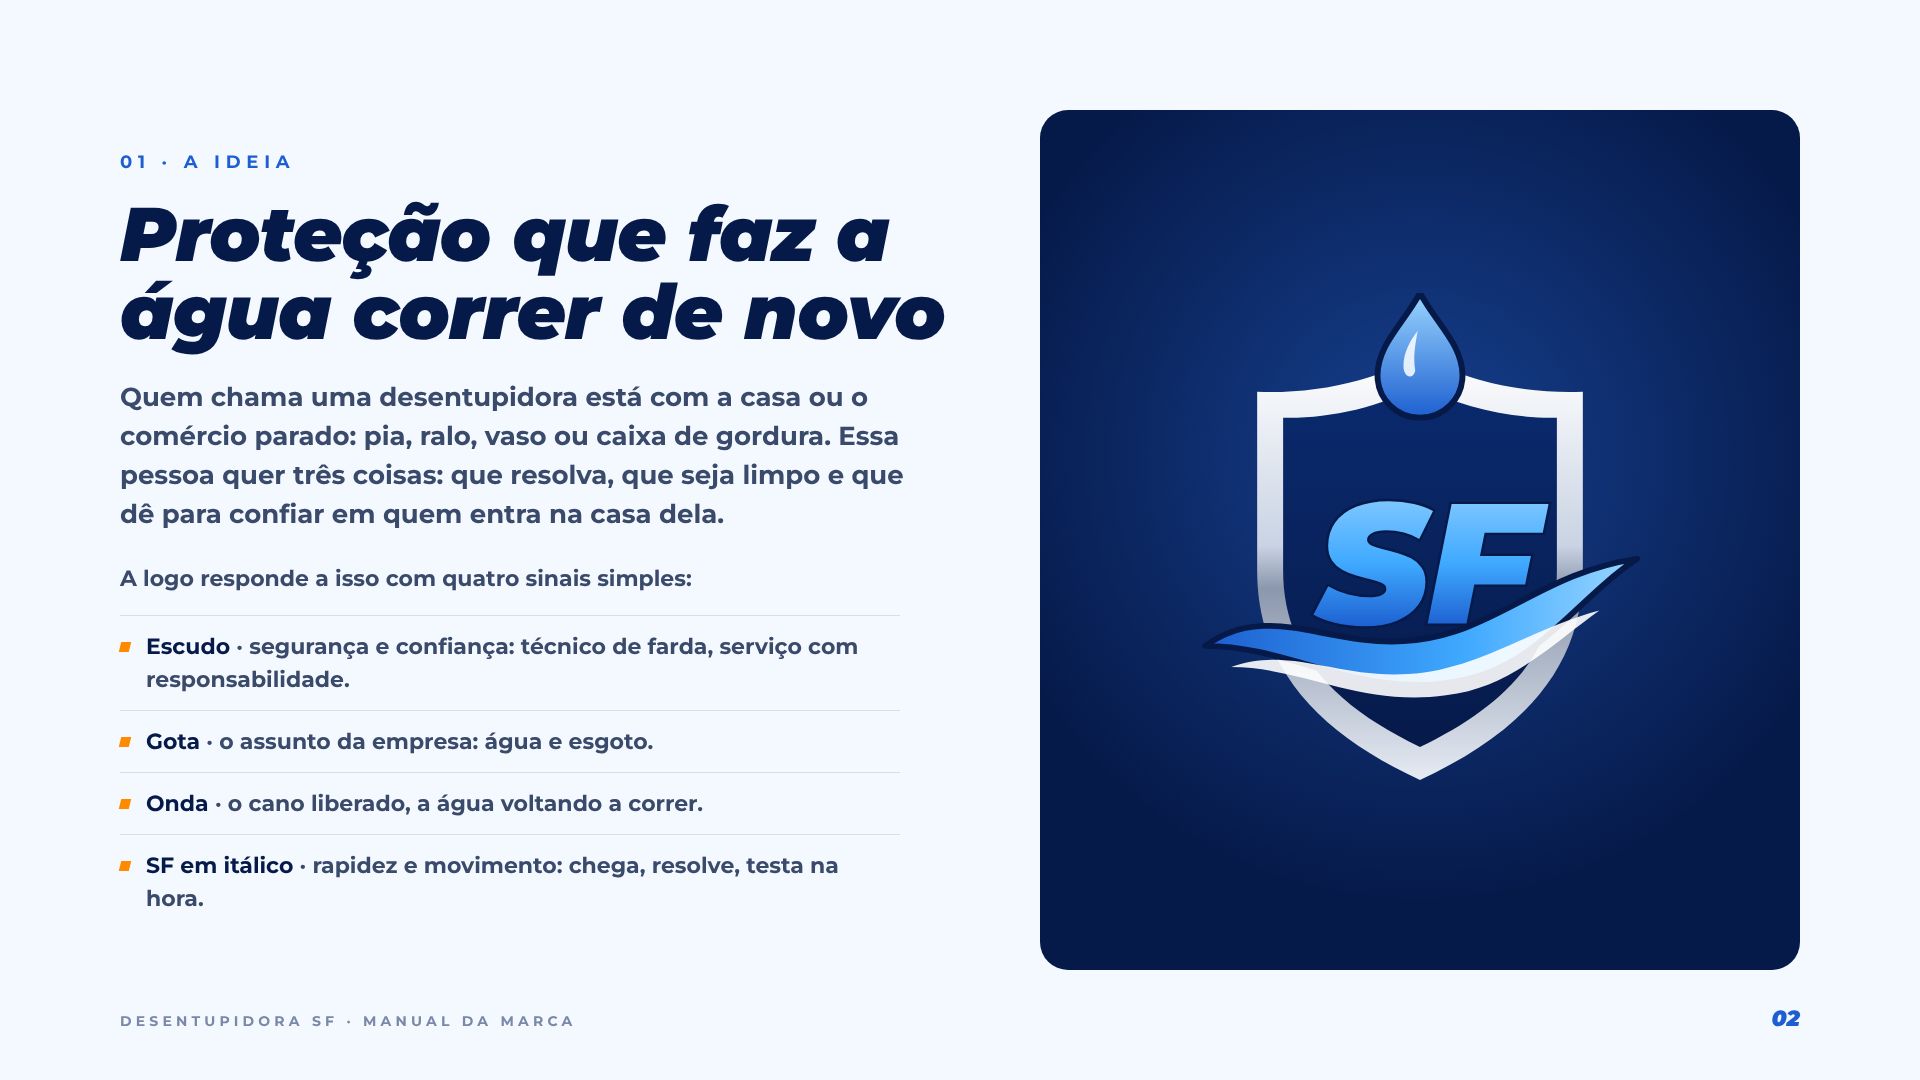 01 · A IDEIA
Proteção que faz a
água correr de novo
Quem chama uma desentupidora está com a casa ou o
comércio parado: pia, ralo, vaso ou caixa de gordura. Essa
pessoa quer três coisas: que resolva, que seja limpo e que
dê para confiar em quem entra na casa dela.
A logo responde a isso com quatro sinais simples:
Escudo · segurança e confiança: técnico de farda, serviço com
responsabilidade.
Gota · o assunto da empresa: água e esgoto.
Onda · o cano liberado, a água voltando a correr.
SF em itálico · rapidez e movimento: chega, resolve, testa na
hora.
SF
DESENTUPIDORA SF · MANUAL DA MARCA
02